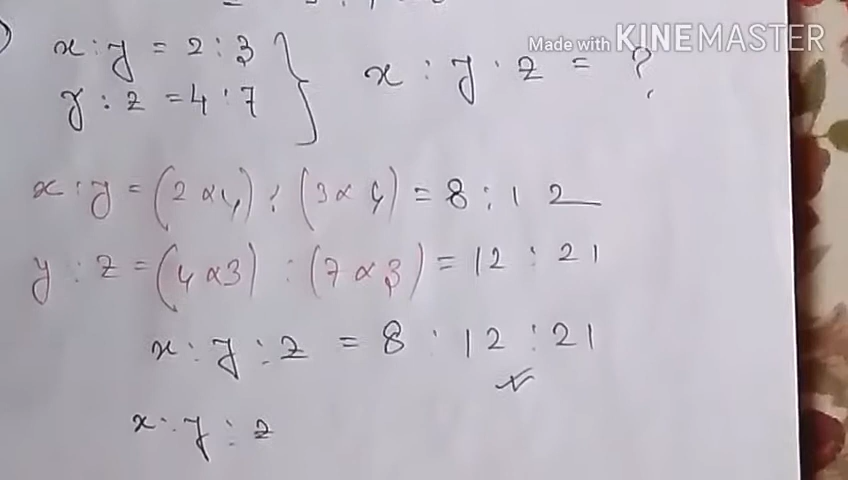 x : y = 2 : 3
y : z = 4 : 7
x : y : z = ?
Made with KINEMASTER
x : y = (2 × 4) : (3 × 4) = 8 : 12
y : z = (4 × 3) : (7 × 3) = 12 : 21
x : y : z = 8 : 12 : 21
x : y : z